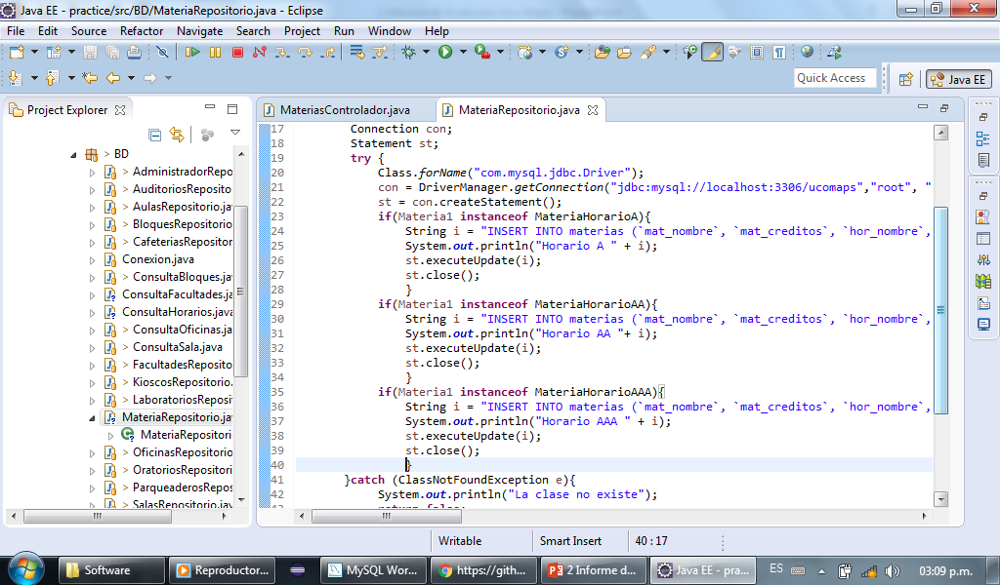 Java EE - practice/src/BD/MateriaRepositorio.java - Eclipse
File Edit Source Refactor Navigate Search Project Run Window Help
Quick Access
Java EE
Project Explorer
MateriasControlador.java
MateriaRepositorio.java
> BD
> AdministradorRepo
> AuditoriosReposito
> AulasRepositorio.ja
> BloquesRepositorio
> CafeteriasRepositor
Conexion.java
> ConsultaBloques.ja
ConsultaFacultades.ja
ConsultaHorarios.java
> ConsultaOficinas.ja
> ConsultaSala.java
> FacultadesReposito
> KioscosRepositorio.
> LaboratoriosReposi
MateriaRepositorio.ja
MateriaRepositori
> OficinasRepositorio
> OratoriosRepositor
> ParqueaderosRepos
> SalasRepositorio.jav
17 Connection con;
18 Statement st;
19 try {
20 Class.forName("com.mysql.jdbc.Driver");
21 con = DriverManager.getConnection("jdbc:mysql://localhost:3306/ucomaps","root", "
22 st = con.createStatement();
23 if(Materia1 instanceof MateriaHorarioA){
24 String i = "INSERT INTO materias (`mat_nombre`, `mat_creditos`, `hor_nombre`,
25 System.out.println("Horario A " + i);
26 st.executeUpdate(i);
27 st.close();
28 }
29 if(Materia1 instanceof MateriaHorarioAA){
30 String i = "INSERT INTO materias (`mat_nombre`, `mat_creditos`, `hor_nombre`,
31 System.out.println("Horario AA "+ i);
32 st.executeUpdate(i);
33 st.close();
34 }
35 if(Materia1 instanceof MateriaHorarioAAA){
36 String i = "INSERT INTO materias (`mat_nombre`, `mat_creditos`, `hor_nombre`,
37 System.out.println("Horario AAA " + i);
38 st.executeUpdate(i);
39 st.close();
40 }
41 }catch (ClassNotFoundException e){
42 System.out.println("La clase no existe");
return false;
Writable Smart Insert 40 : 17
Software
Reproductor...
MySQL Wor...
https://gith...
2 Informe d...
Java EE - pra...
ES
03:09 p.m.